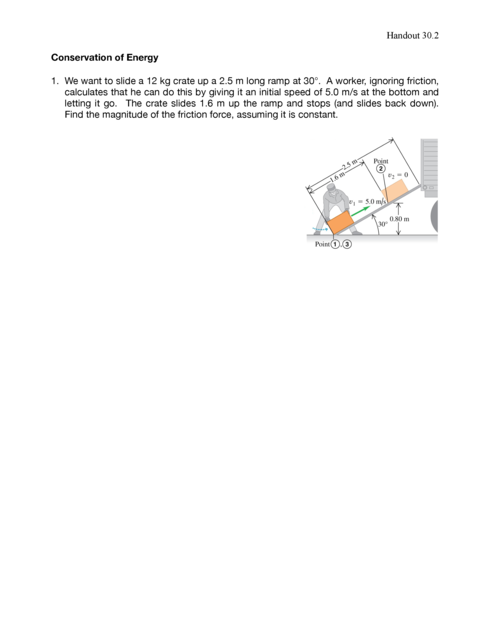 Handout 30.2
Conservation of Energy
1. We want to slide a 12 kg crate up a 2.5 m long ramp at 30°. A worker, ignoring friction,
calculates that he can do this by giving it an initial speed of 5.0 m/s at the bottom and
letting it go. The crate slides 1.6 m up the ramp and stops (and slides back down).
Find the magnitude of the friction force, assuming it is constant.
2.5 m
Point
2
1.6 m
v₂ = 0
v₁ = 5.0 m/s
0.80 m
30°
Point 1, 3